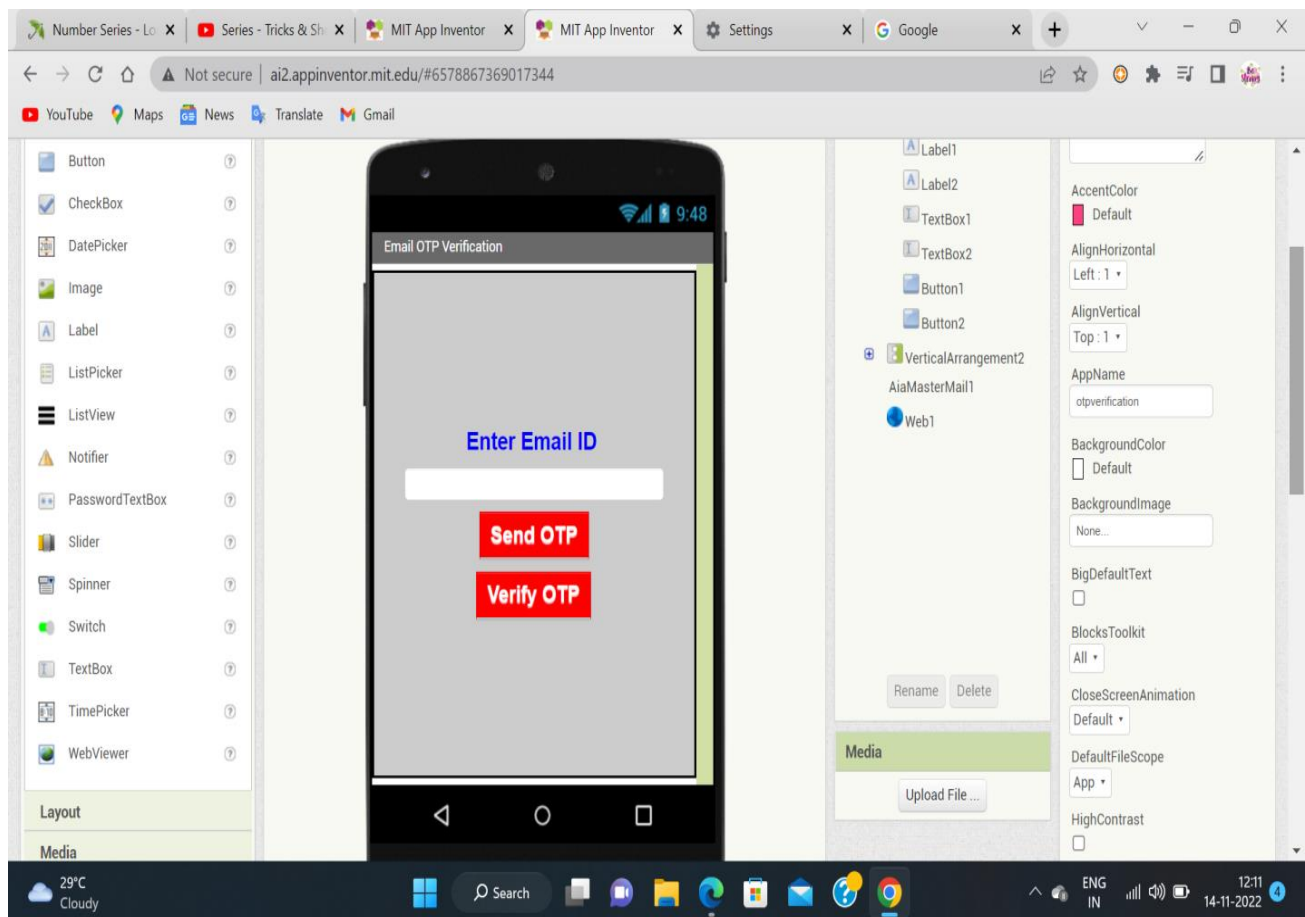 Number Series - Lo
Series - Tricks & Sh
MIT App Inventor
MIT App Inventor
Settings
Google
Not secure
ai2.appinventor.mit.edu/#6578867369017344
YouTube
Maps
News
Translate
Gmail
Button
CheckBox
DatePicker
Image
Label
ListPicker
ListView
Notifier
PasswordTextBox
Slider
Spinner
Switch
TextBox
TimePicker
WebViewer
Layout
Media
9:48
Email OTP Verification
Enter Email ID
Send OTP
Verify OTP
Label1
Label2
TextBox1
TextBox2
Button1
Button2
VerticalArrangement2
AiaMasterMail1
Web1
Rename
Delete
Media
Upload File ...
AccentColor
Default
AlignHorizontal
Left : 1
AlignVertical
Top : 1
AppName
otpverification
BackgroundColor
Default
BackgroundImage
None...
BigDefaultText
BlocksToolkit
All
CloseScreenAnimation
Default
DefaultFileScope
App
HighContrast
29°C
Cloudy
Search
ENG
IN
12:11
14-11-2022
4